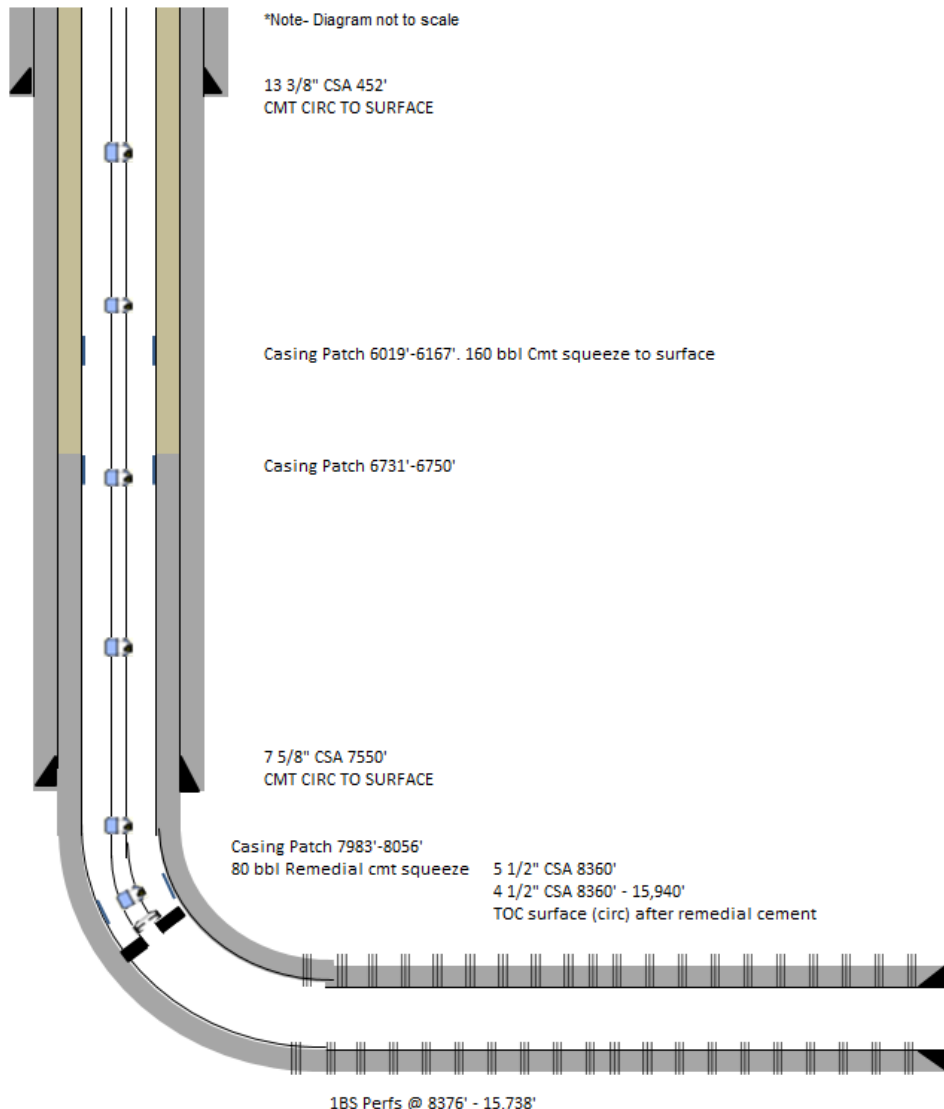 *Note- Diagram not to scale
13 3/8" CSA 452'
CMT CIRC TO SURFACE
Casing Patch 6019'-6167'. 160 bbl Cmt squeeze to surface
Casing Patch 6731'-6750'
7 5/8" CSA 7550'
CMT CIRC TO SURFACE
Casing Patch 7983'-8056'
80 bbl Remedial cmt squeeze
5 1/2" CSA 8360'
4 1/2" CSA 8360' - 15,940'
TOC surface (circ) after remedial cement
1BS Perfs @ 8376' - 15,738'